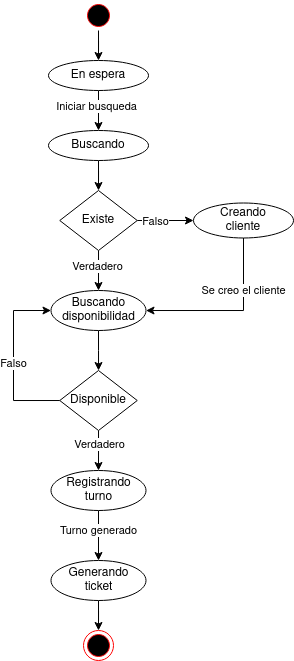 En espera
Iniciar busqueda
Buscando
Existe
Falso
Creando
cliente
Verdadero
Se creo el cliente
Buscando
disponibilidad
Falso
Disponible
Verdadero
Registrando
turno
Turno generado
Generando
ticket